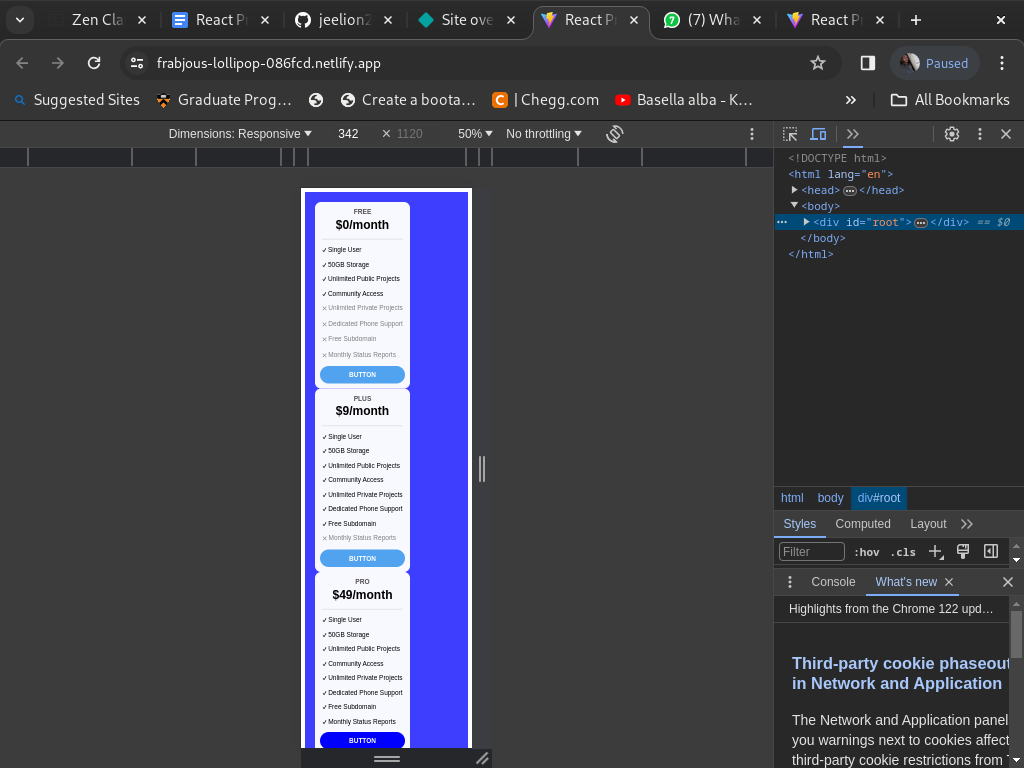 Zen Cla
React P
jeelion2
Site ove
React P
(7) Wha
React P
frabjous-lollipop-086fcd.netlify.app
Paused
Suggested Sites
Graduate Prog…
Create a boota…
| Chegg.com
Basella alba - K…
All Bookmarks
Dimensions: Responsive 342 × 1120 50% No throttling
<!DOCTYPE html>
<html lang="en">
<head> ••• </head>
<body>
<div id="root"> ••• </div> == $0
</body>
</html>
FREE
$0/month
✓ Single User
✓ 50GB Storage
✓ Unlimited Public Projects
✓ Community Access
× Unlimited Private Projects
× Dedicated Phone Support
× Free Subdomain
× Monthly Status Reports
BUTTON
PLUS
$9/month
✓ Single User
✓ 50GB Storage
✓ Unlimited Public Projects
✓ Community Access
✓ Unlimited Private Projects
✓ Dedicated Phone Support
✓ Free Subdomain
× Monthly Status Reports
BUTTON
PRO
$49/month
✓ Single User
✓ 50GB Storage
✓ Unlimited Public Projects
✓ Community Access
✓ Unlimited Private Projects
✓ Dedicated Phone Support
✓ Free Subdomain
✓ Monthly Status Reports
BUTTON
html body div#root
Styles Computed Layout
Filter :hov .cls
Console What's new
Highlights from the Chrome 122 upd…
Third-party cookie phaseout
in Network and Application
The Network and Application panel
you warnings next to cookies affect
third-party cookie restrictions from